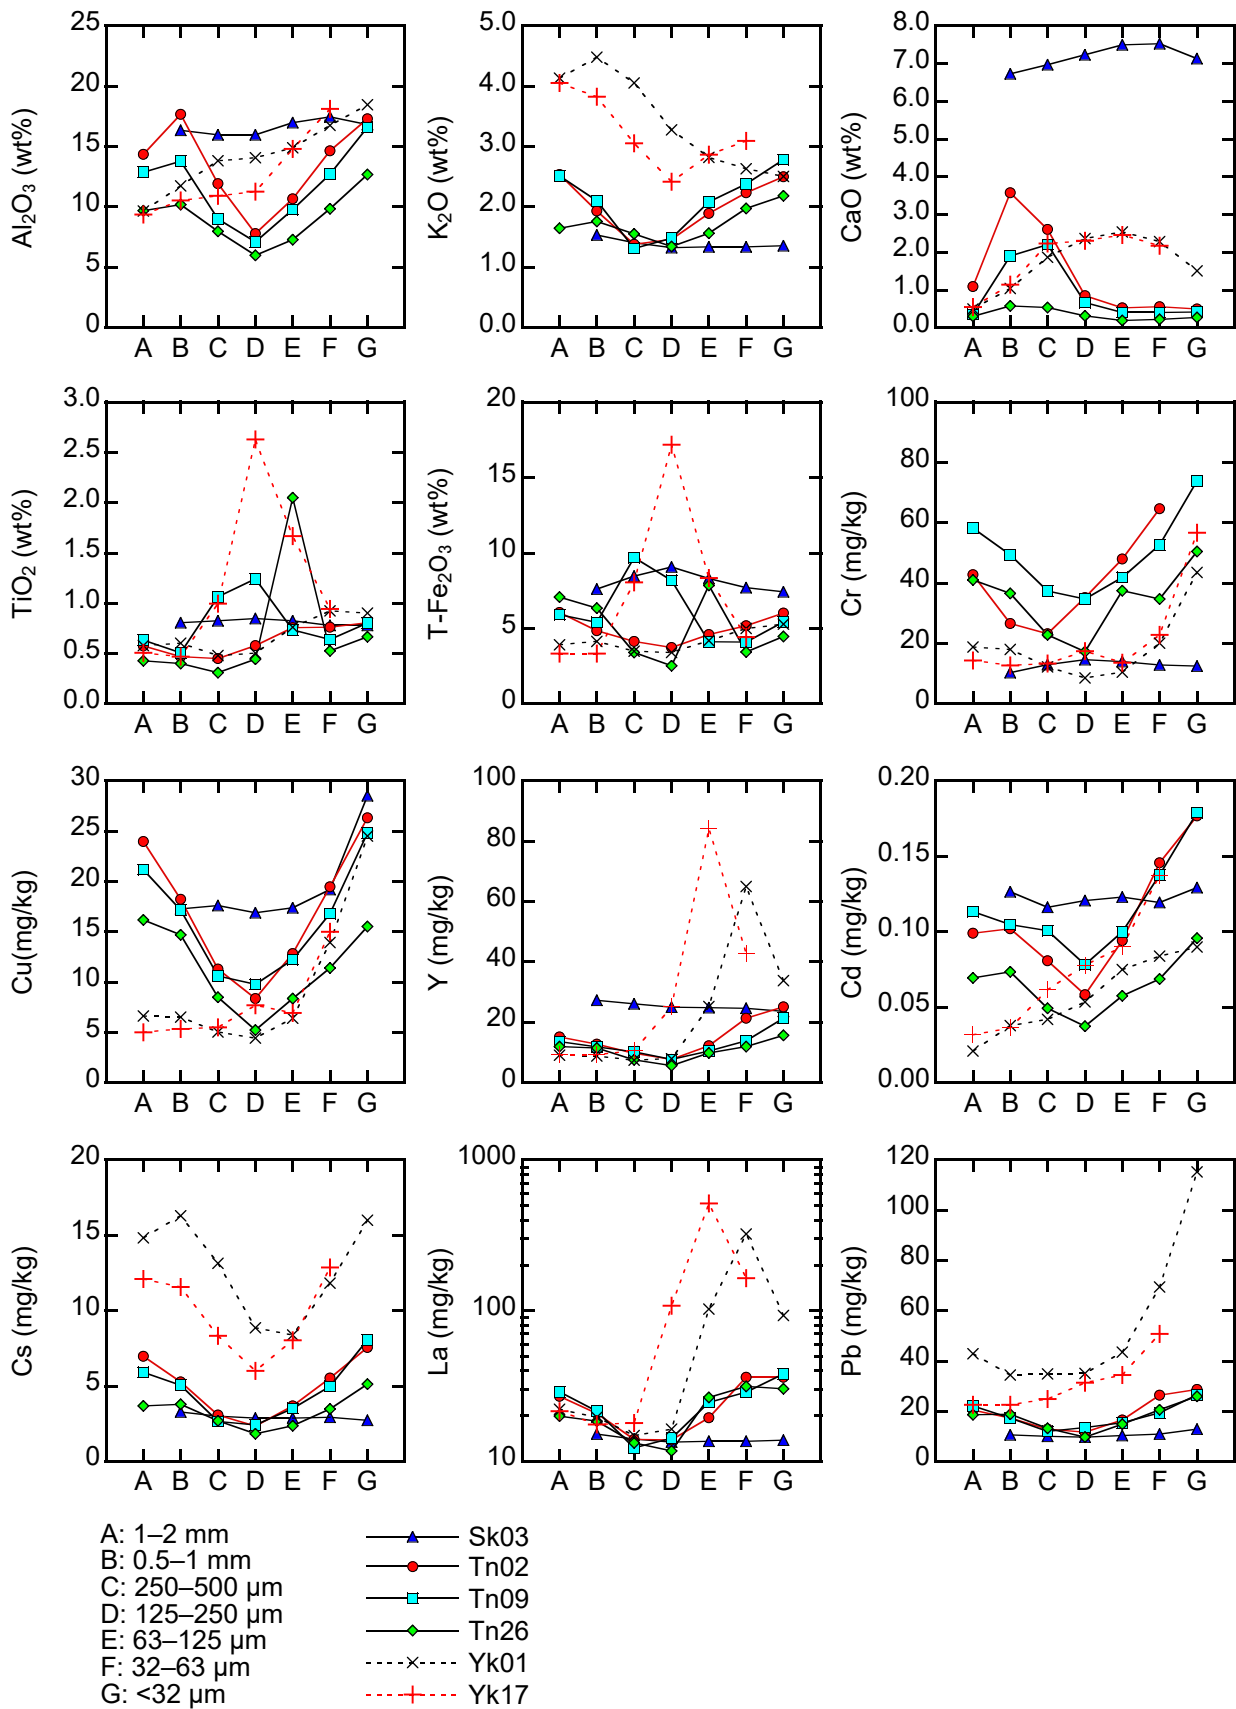 25
20
15
10
5
0
Al₂O₃ (wt%)
A B C D E F G
5.0
4.0
3.0
2.0
1.0
0.0
K₂O (wt%)
A B C D E F G
8.0
7.0
6.0
5.0
4.0
3.0
2.0
1.0
0.0
CaO (wt%)
A B C D E F G
3.0
2.5
2.0
1.5
1.0
0.5
0.0
TiO₂ (wt%)
A B C D E F G
20
15
10
5
0
T-Fe₂O₃ (wt%)
A B C D E F G
100
80
60
40
20
0
Cr (mg/kg)
A B C D E F G
30
25
20
15
10
5
0
Cu(mg/kg)
A B C D E F G
100
80
60
40
20
0
Y (mg/kg)
A B C D E F G
0.20
0.15
0.10
0.05
0.00
Cd (mg/kg)
A B C D E F G
20
15
10
5
0
Cs (mg/kg)
A B C D E F G
1000
100
10
La (mg/kg)
A B C D E F G
120
100
80
60
40
20
0
Pb (mg/kg)
A B C D E F G
A: 1–2 mm
B: 0.5–1 mm
C: 250–500 µm
D: 125–250 µm
E: 63–125 µm
F: 32–63 µm
G: <32 µm
Sk03
Tn02
Tn09
Tn26
Yk01
Yk17